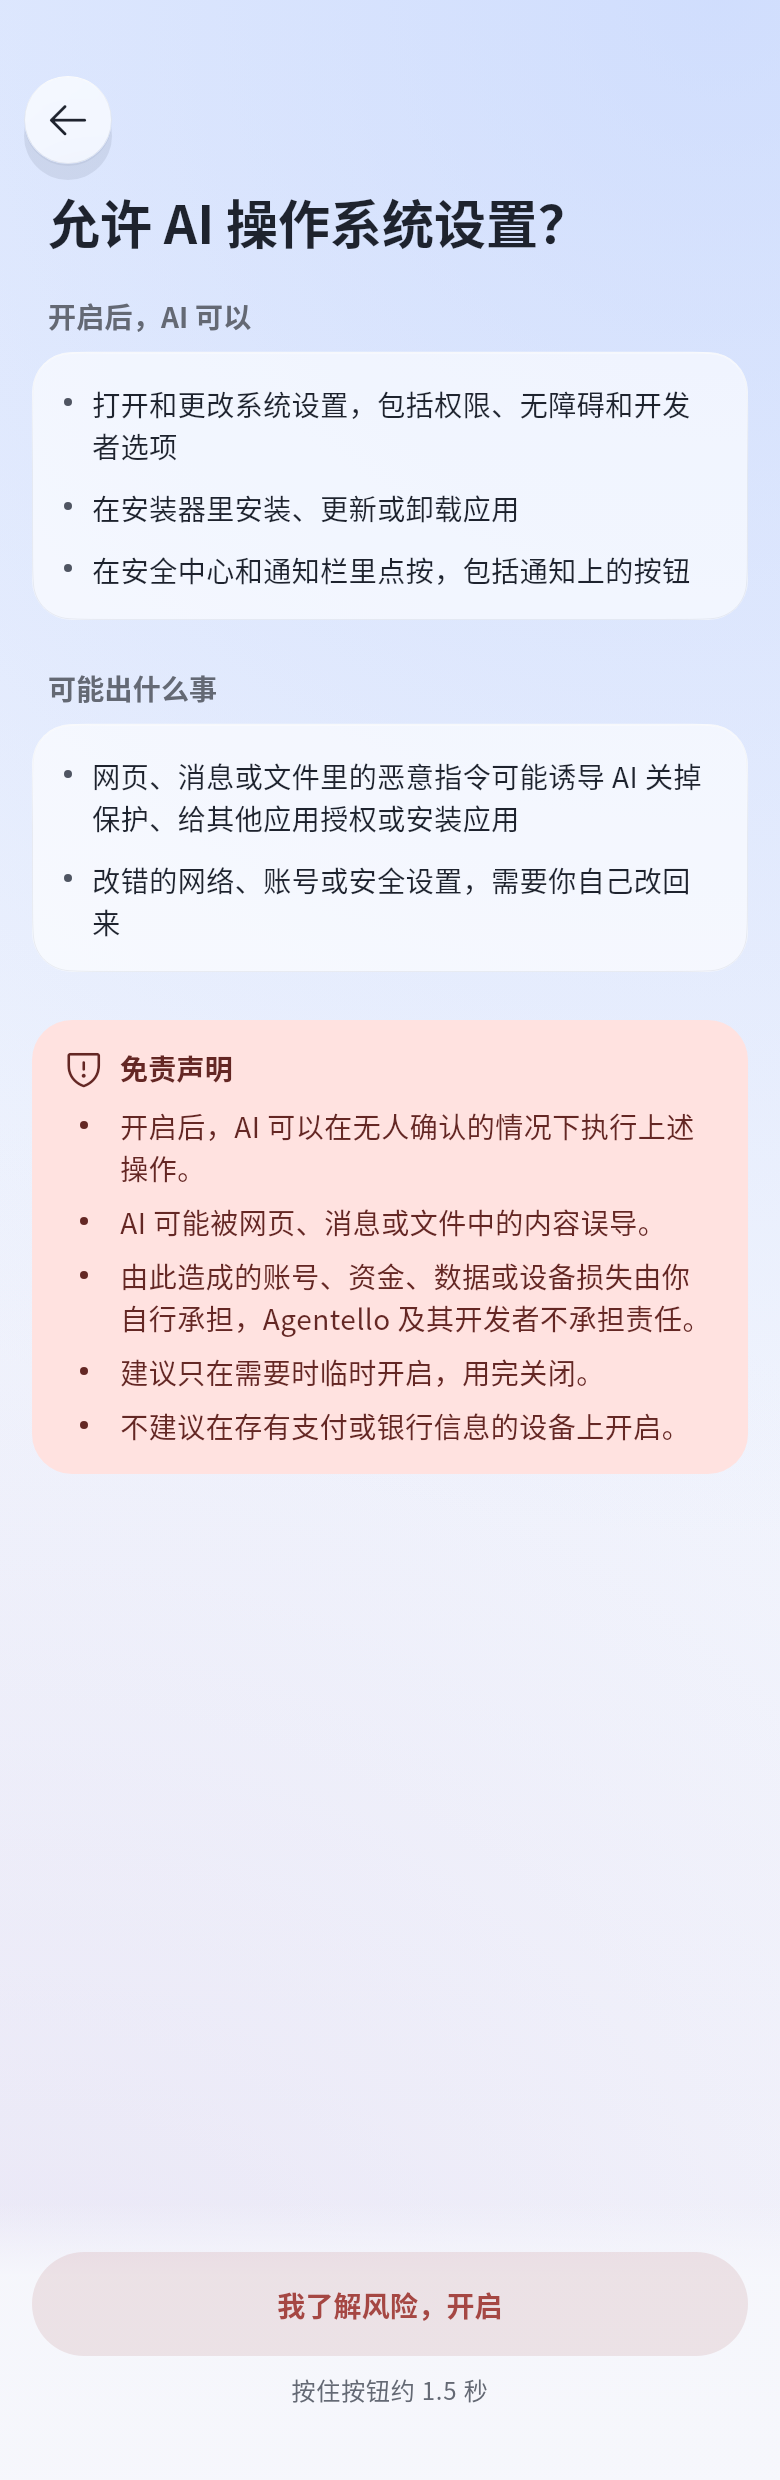 允许 AI 操作系统设置?
开启后，AI 可以
打开和更改系统设置，包括权限、无障碍和开发
者选项
在安装器里安装、更新或卸载应用
在安全中心和通知栏里点按，包括通知上的按钮
可能出什么事
网页、消息或文件里的恶意指令可能诱导 AI 关掉
保护、给其他应用授权或安装应用
改错的网络、账号或安全设置，需要你自己改回
来
免责声明
开启后，AI 可以在无人确认的情况下执行上述
操作。
AI 可能被网页、消息或文件中的内容误导。
由此造成的账号、资金、数据或设备损失由你
自行承担，Agentello 及其开发者不承担责任。
建议只在需要时临时开启，用完关闭。
不建议在存有支付或银行信息的设备上开启。
我了解风险，开启
按住按钮约 1.5 秒